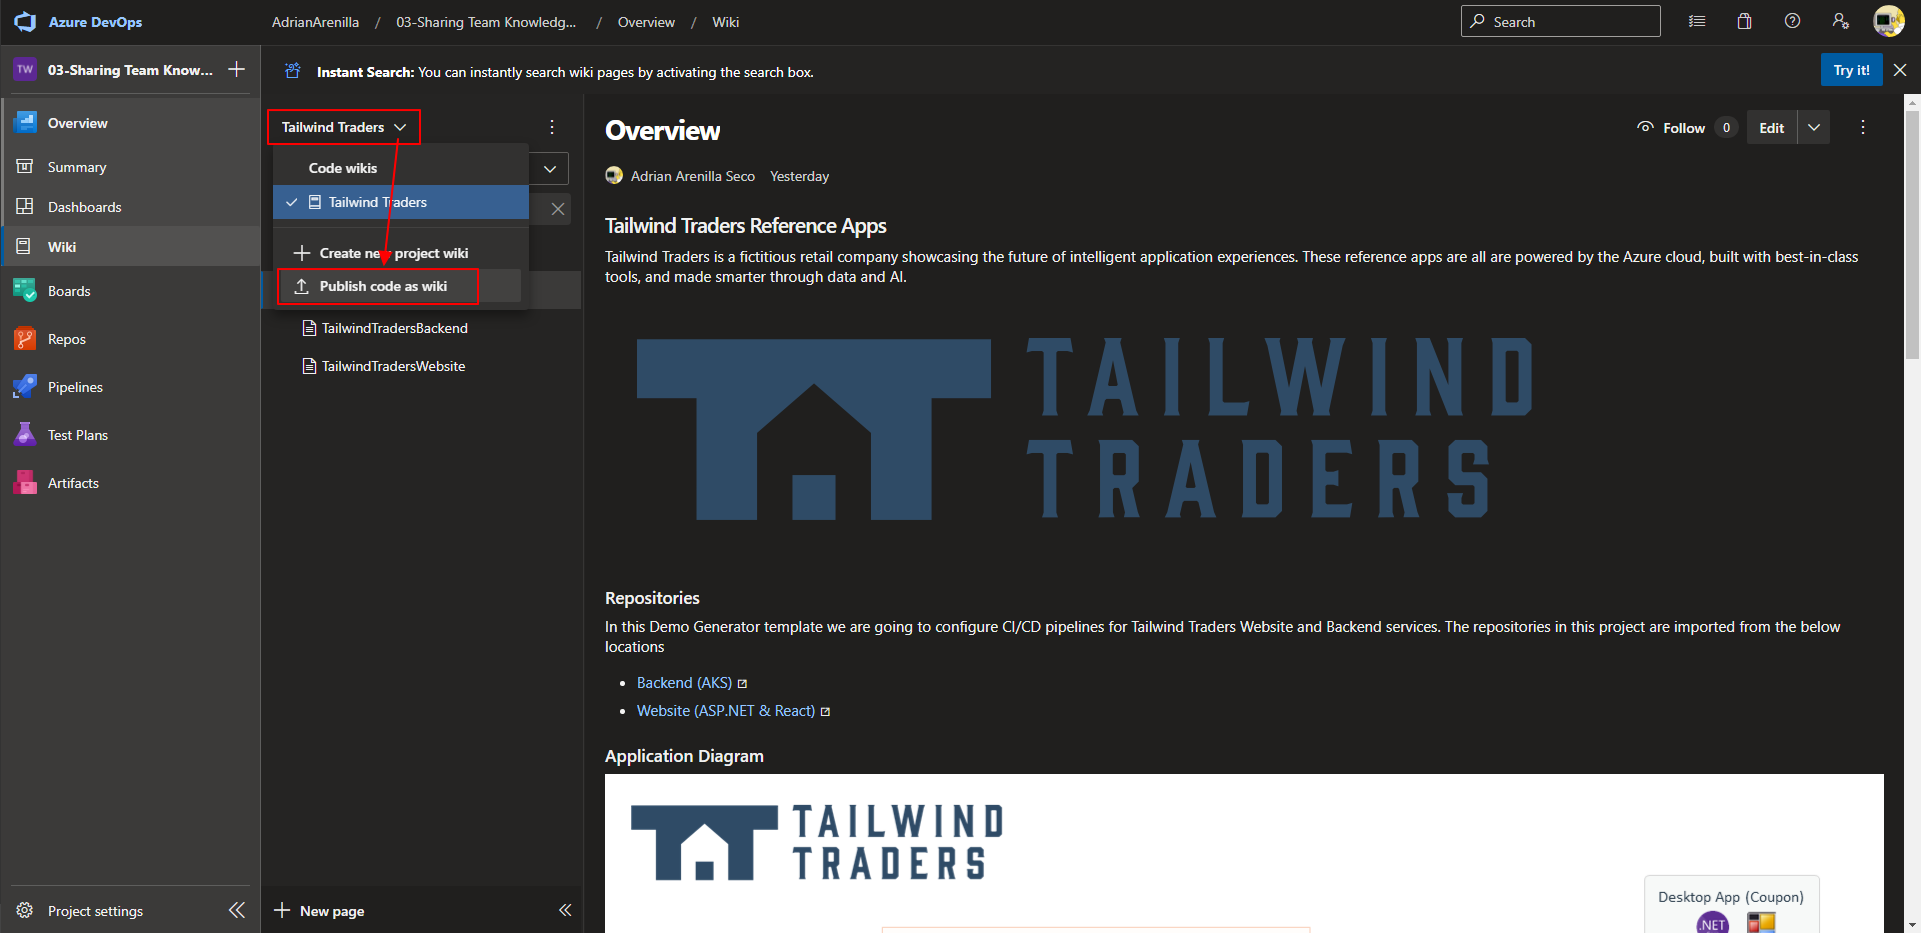 Azure DevOps
AdrianArenilla / 03-Sharing Team Knowledg... / Overview / Wiki
Search
TW
03-Sharing Team Know...
Instant Search: You can instantly search wiki pages by activating the search box.
Try it!
Overview
Summary
Dashboards
Wiki
Boards
Repos
Pipelines
Test Plans
Artifacts
Project settings
Tailwind Traders
Code wikis
Tailwind Traders
Create new project wiki
Publish code as wiki
TailwindTradersBackend
TailwindTradersWebsite
New page
Overview
Follow
0
Edit
Adrian Arenilla Seco Yesterday
Tailwind Traders Reference Apps
Tailwind Traders is a fictitious retail company showcasing the future of intelligent application experiences. These reference apps are all are powered by the Azure cloud, built with best-in-class
tools, and made smarter through data and AI.
TAILWIND
TRADERS
Repositories
In this Demo Generator template we are going to configure CI/CD pipelines for Tailwind Traders Website and Backend services. The repositories in this project are imported from the below
locations
• Backend (AKS)
• Website (ASP.NET & React)
Application Diagram
TAILWIND
TRADERS
Desktop App (Coupon)
.NET